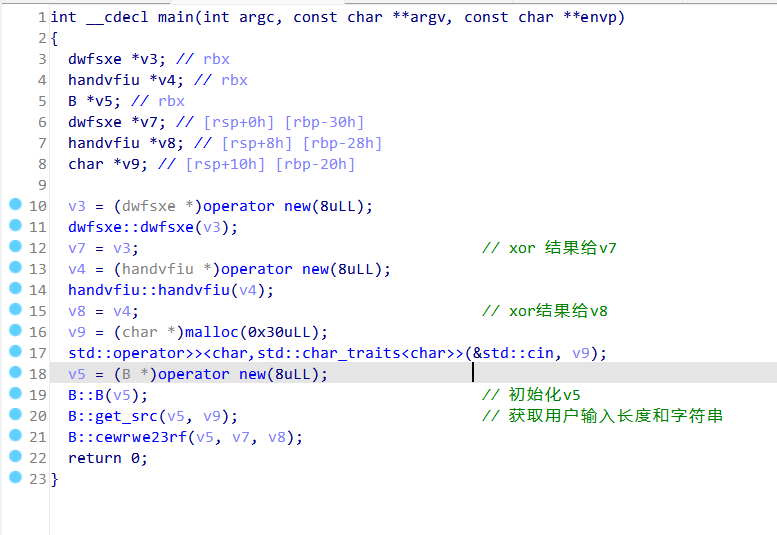 1 int __cdecl main(int argc, const char **argv, const char **envp)
2 {
3   dwfsxe *v3; // rbx
4   handvfiu *v4; // rbx
5   B *v5; // rbx
6   dwfsxe *v7; // [rsp+0h] [rbp-30h]
7   handvfiu *v8; // [rsp+8h] [rbp-28h]
8   char *v9; // [rsp+10h] [rbp-20h]
9
10   v3 = (dwfsxe *)operator new(8uLL);
11   dwfsxe::dwfsxe(v3);
12   v7 = v3; // xor 结果给v7
13   v4 = (handvfiu *)operator new(8uLL);
14   handvfiu::handvfiu(v4);
15   v8 = v4; // xor结果给v8
16   v9 = (char *)malloc(0x30uLL);
17   std::operator>><char,std::char_traits<char>>(&std::cin, v9);
18   v5 = (B *)operator new(8uLL);
19   B::B(v5); // 初始化v5
20   B::get_src(v5, v9); // 获取用户输入长度和字符串
21   B::cewrwe23rf(v5, v7, v8);
22   return 0;
23 }